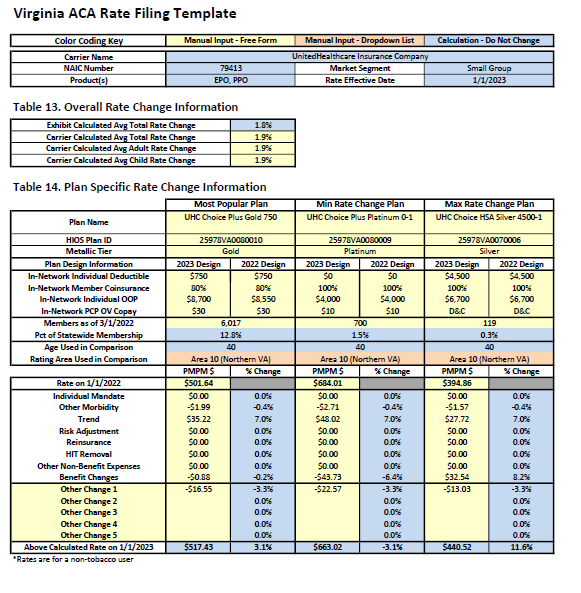 Virginia ACA Rate Filing Template
Color Coding Key Manual Input - Free Form Manual Input - Dropdown List Calculation - Do Not Change
Carrier Name UnitedHealthcare Insurance Company
NAIC Number 79413 Market Segment Small Group
Product(s) EPO, PPO Rate Effective Date 1/1/2023
Table 13. Overall Rate Change Information
Exhibit Calculated Avg Total Rate Change 1.8%
Carrier Calculated Avg Total Rate Change 1.9%
Carrier Calculated Avg Adult Rate Change 1.9%
Carrier Calculated Avg Child Rate Change 1.9%
Table 14. Plan Specific Rate Change Information
Most Popular Plan Min Rate Change Plan Max Rate Change Plan
Plan Name UHC Choice Plus Gold 750 UHC Choice Plus Platinum 0-1 UHC Choice HSA Silver 4500-1
HIOS Plan ID 25978VA0080010 25978VA0080009 25978VA0070006
Metallic Tier Gold Platinum Silver
Plan Design Information 2023 Design 2022 Design 2023 Design 2022 Design 2023 Design 2022 Design
In-Network Individual Deductible $750 $750 $0 $0 $4,500 $4,500
In-Network Member Coinsurance 80% 80% 100% 100% 100% 100%
In-Network Individual OOP $8,700 $8,550 $4,000 $4,000 $6,700 $6,700
In-Network PCP OV Copay $30 $30 $10 $10 D&C D&C
Members as of 3/1/2022 6,017 700 119
Pct of Statewide Membership 12.8% 1.5% 0.3%
Age Used in Comparison 40 40 40
Rating Area Used in Comparison Area 10 (Northern VA) Area 10 (Northern VA) Area 10 (Northern VA)
PMPM $ % Change PMPM $ % Change PMPM $ % Change
Rate on 1/1/2022 $501.64 $684.01 $394.86
Individual Mandate $0.00 0.0% $0.00 0.0% $0.00 0.0%
Other Morbidity -$1.99 -0.4% -$2.71 -0.4% -$1.57 -0.4%
Trend $35.22 7.0% $48.02 7.0% $27.72 7.0%
Risk Adjustment $0.00 0.0% $0.00 0.0% $0.00 0.0%
Reinsurance $0.00 0.0% $0.00 0.0% $0.00 0.0%
HIT Removal $0.00 0.0% $0.00 0.0% $0.00 0.0%
Other Non-Benefit Expenses $0.00 0.0% $0.00 0.0% $0.00 0.0%
Benefit Changes -$0.88 -0.2% -$43.73 -6.4% $32.54 8.2%
Other Change 1 -$16.55 -3.3% -$22.57 -3.3% -$13.03 -3.3%
Other Change 2 0.0% 0.0% 0.0%
Other Change 3 0.0% 0.0% 0.0%
Other Change 4 0.0% 0.0% 0.0%
Other Change 5 0.0% 0.0% 0.0%
Above Calculated Rate on 1/1/2023 $517.43 3.1% $663.02 -3.1% $440.52 11.6%
*Rates are for a non-tobacco user